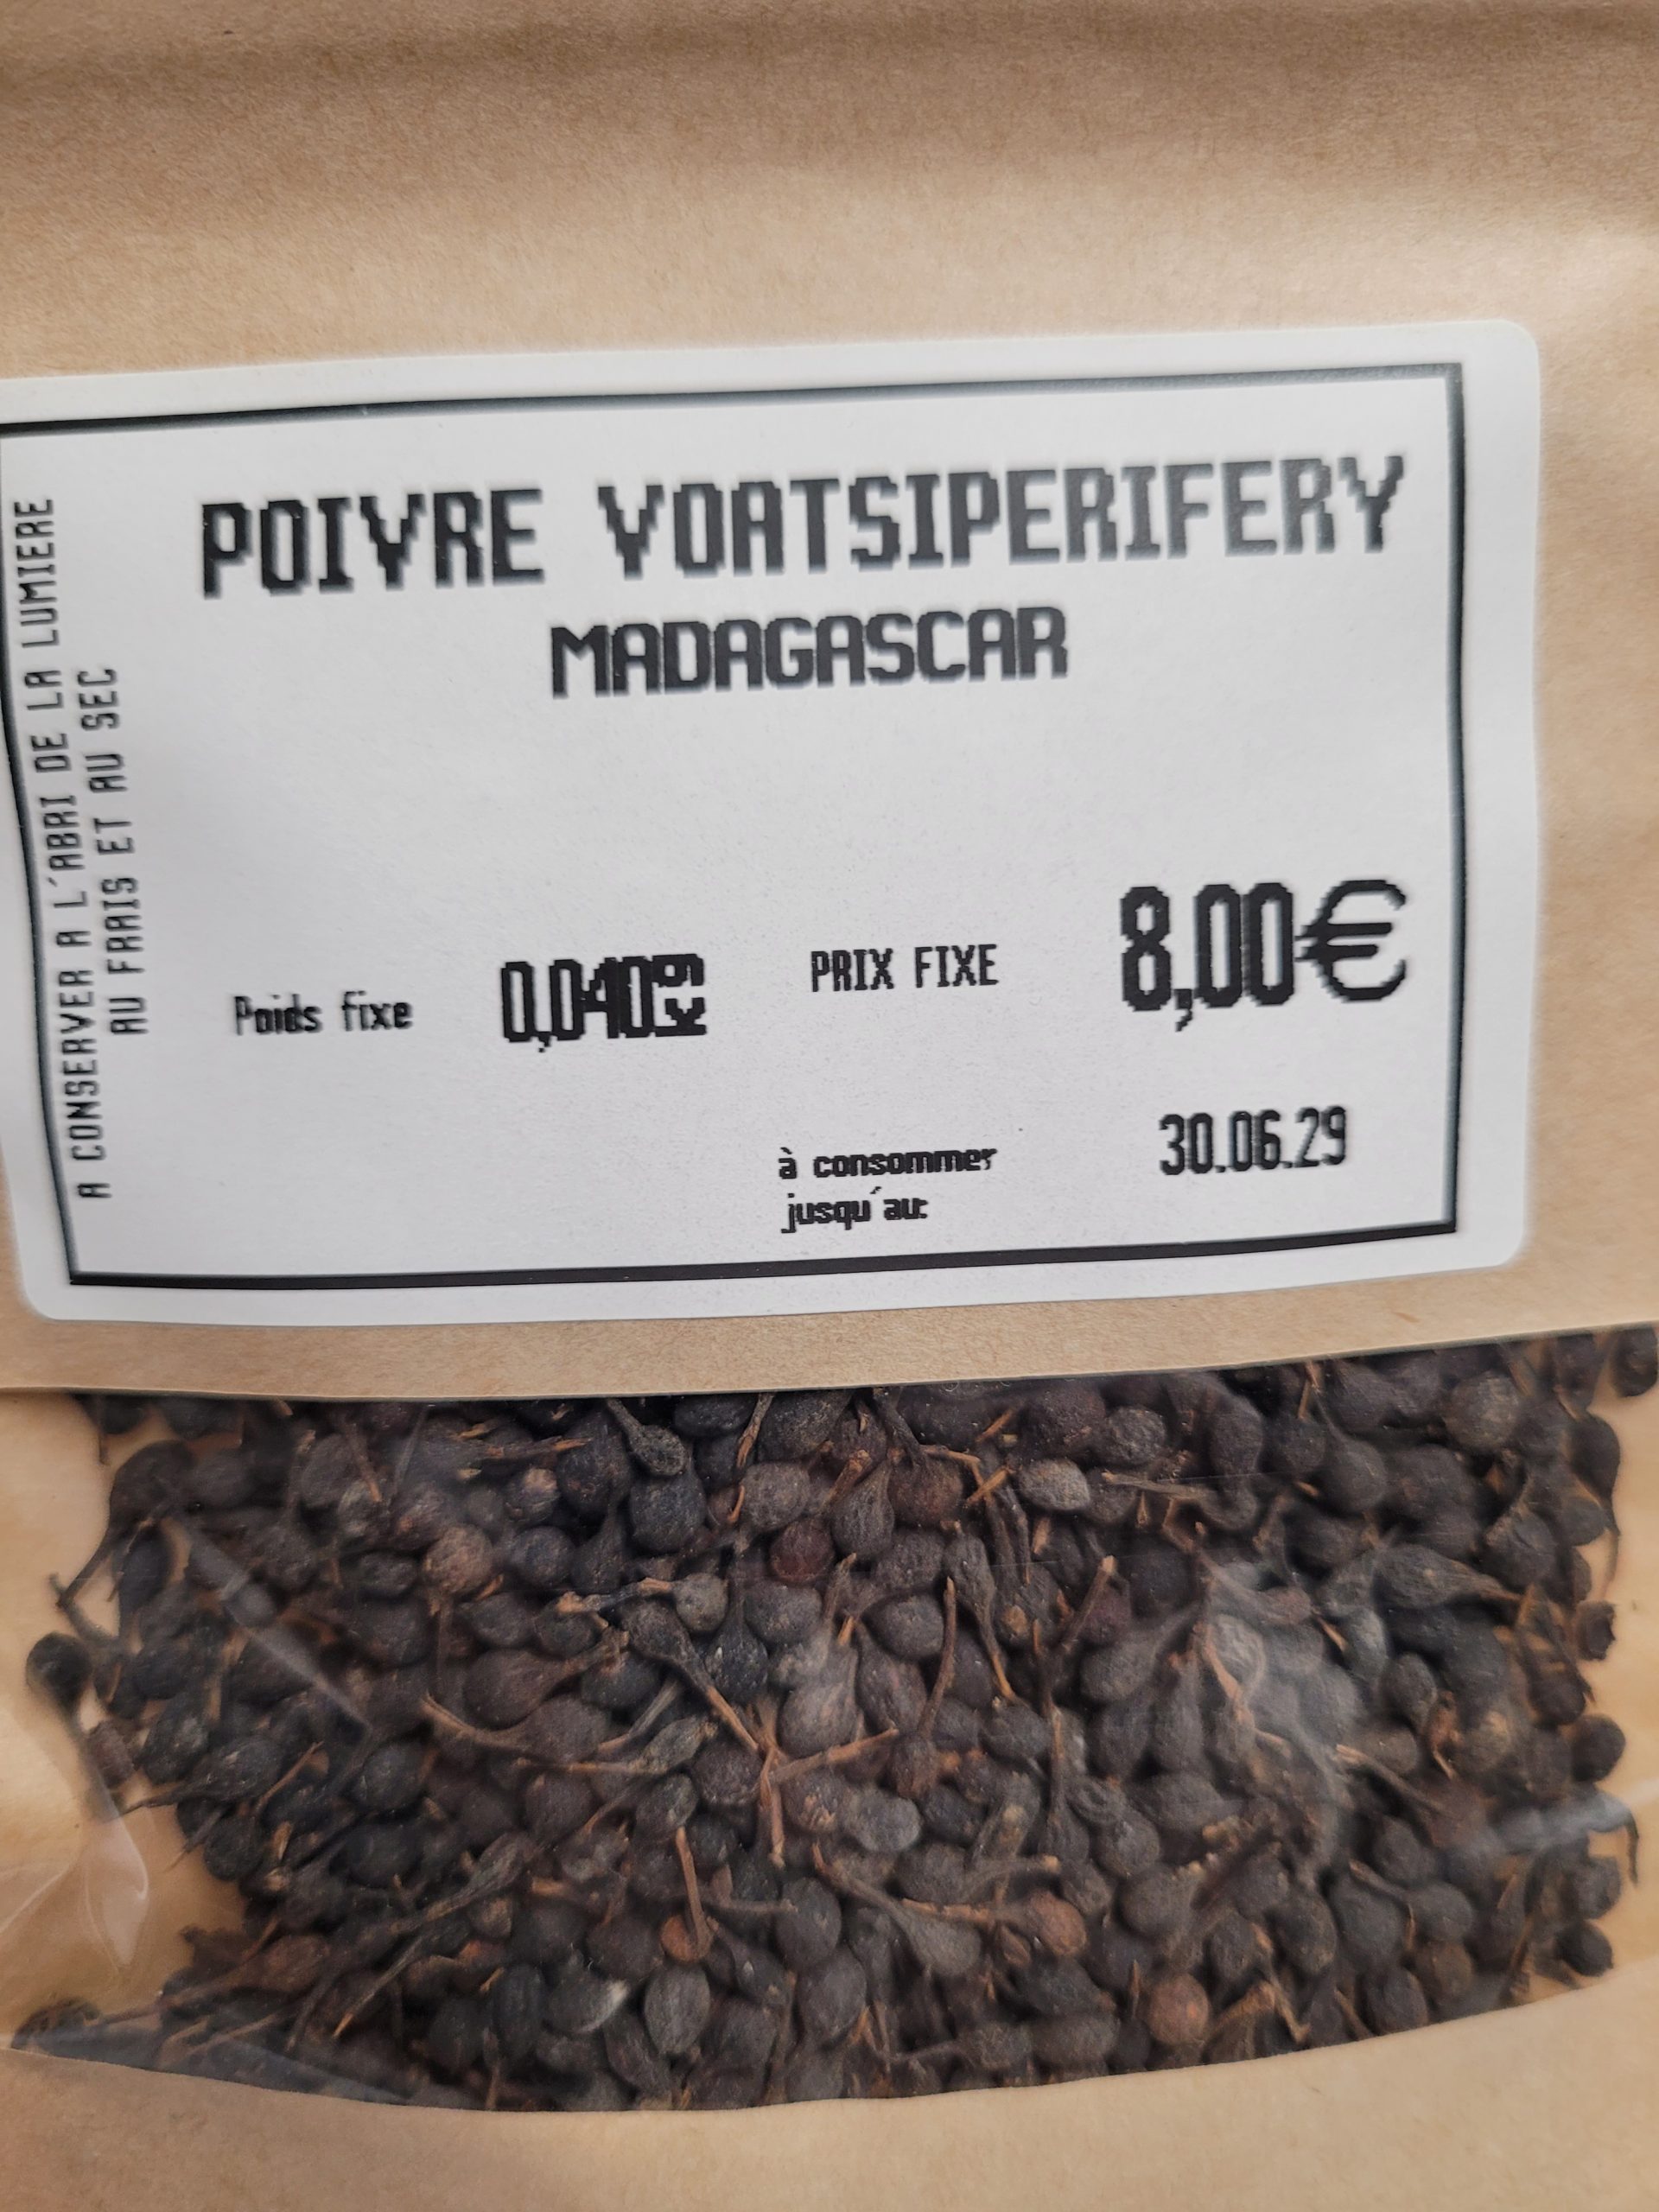 POIVRE VOATSIPERIFERY
MADAGASCAR
A CONSERVER A L´ABRI DE LA LUMIERE
AU FRAIS ET AU SEC
Poids fixe 0,040kg PRIX FIXE 8,00€
à consommer 30.06.29
jusqu´au: